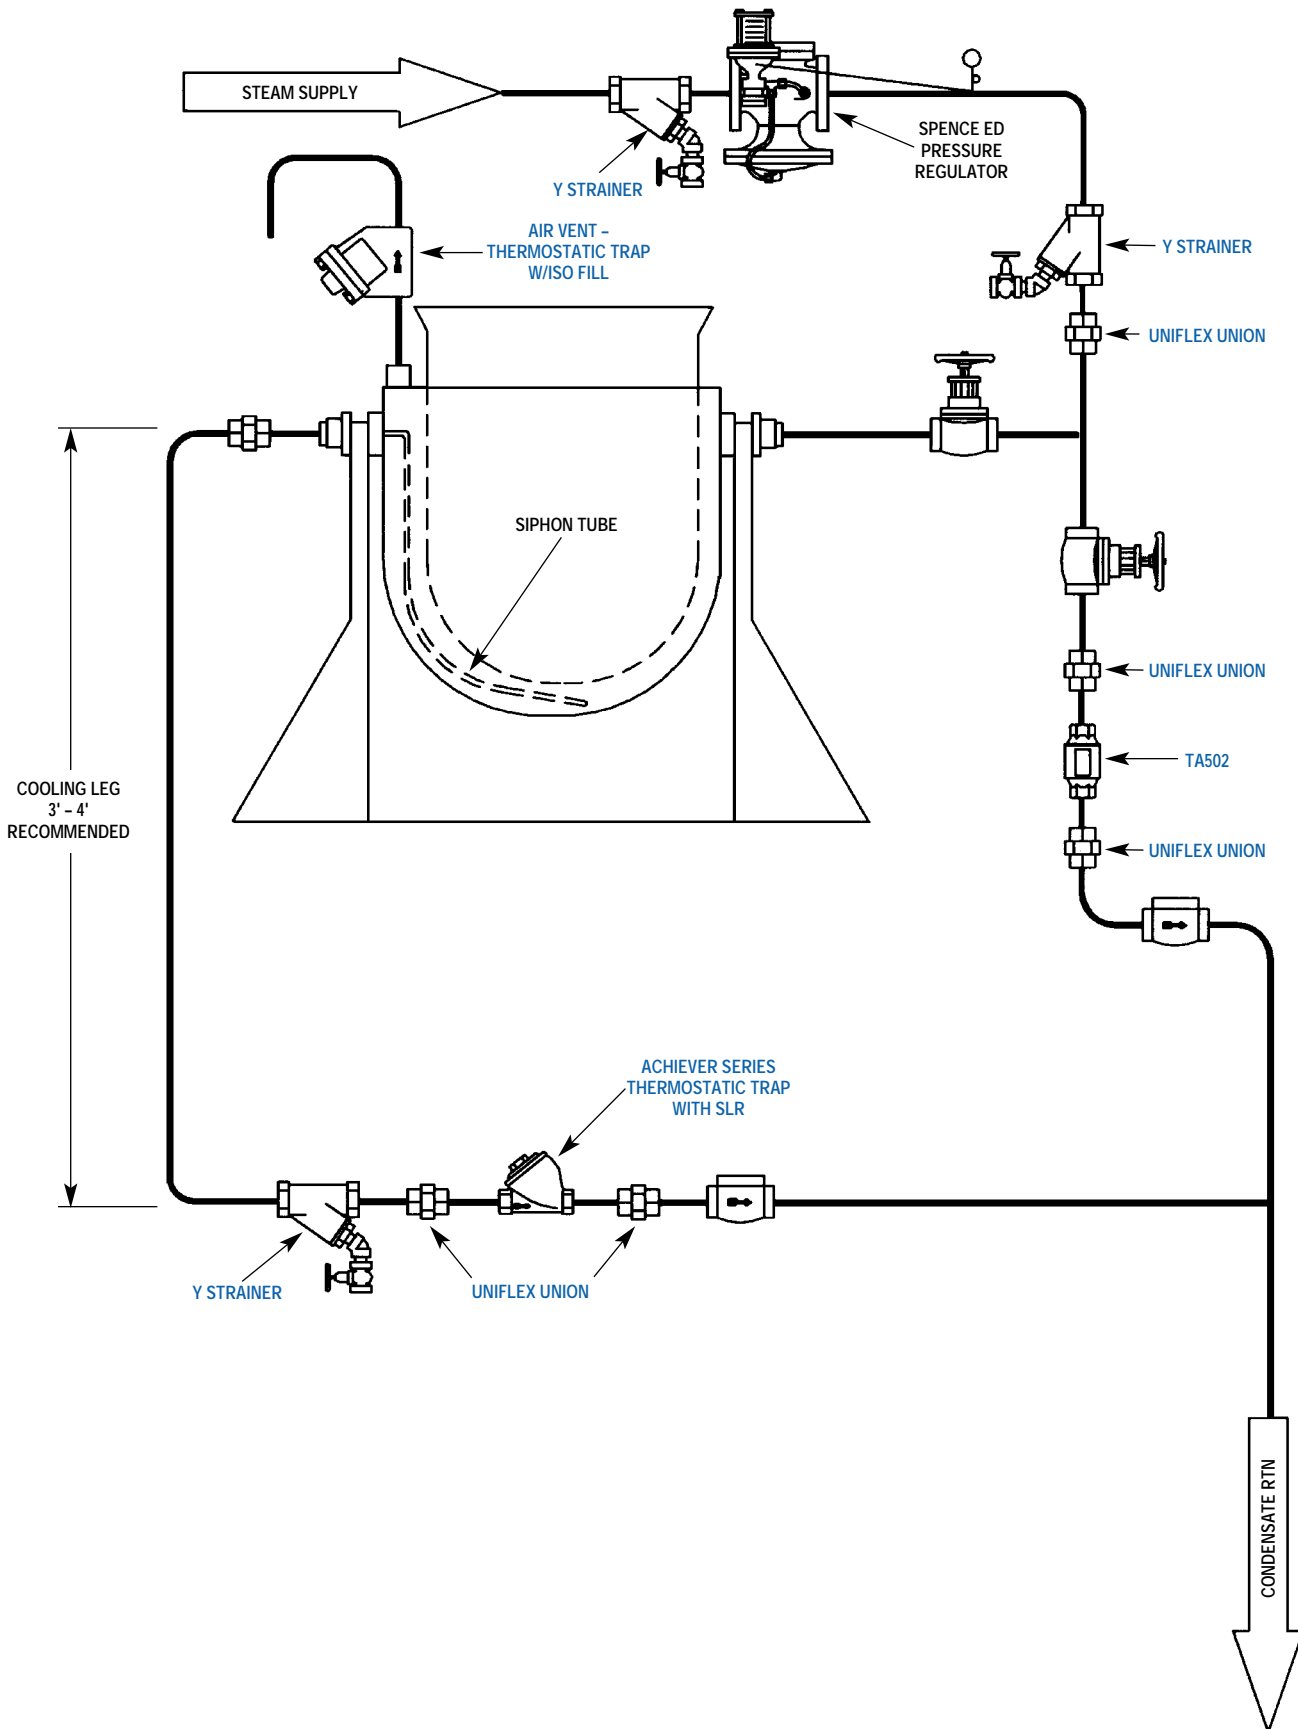 STEAM SUPPLY
SPENCE ED
PRESSURE
REGULATOR
Y STRAINER
AIR VENT –
THERMOSTATIC TRAP
W/ISO FILL
Y STRAINER
UNIFLEX UNION
SIPHON TUBE
UNIFLEX UNION
TA502
COOLING LEG
3' – 4'
RECOMMENDED
UNIFLEX UNION
ACHIEVER SERIES
THERMOSTATIC TRAP
WITH SLR
Y STRAINER
UNIFLEX UNION
CONDENSATE RTN